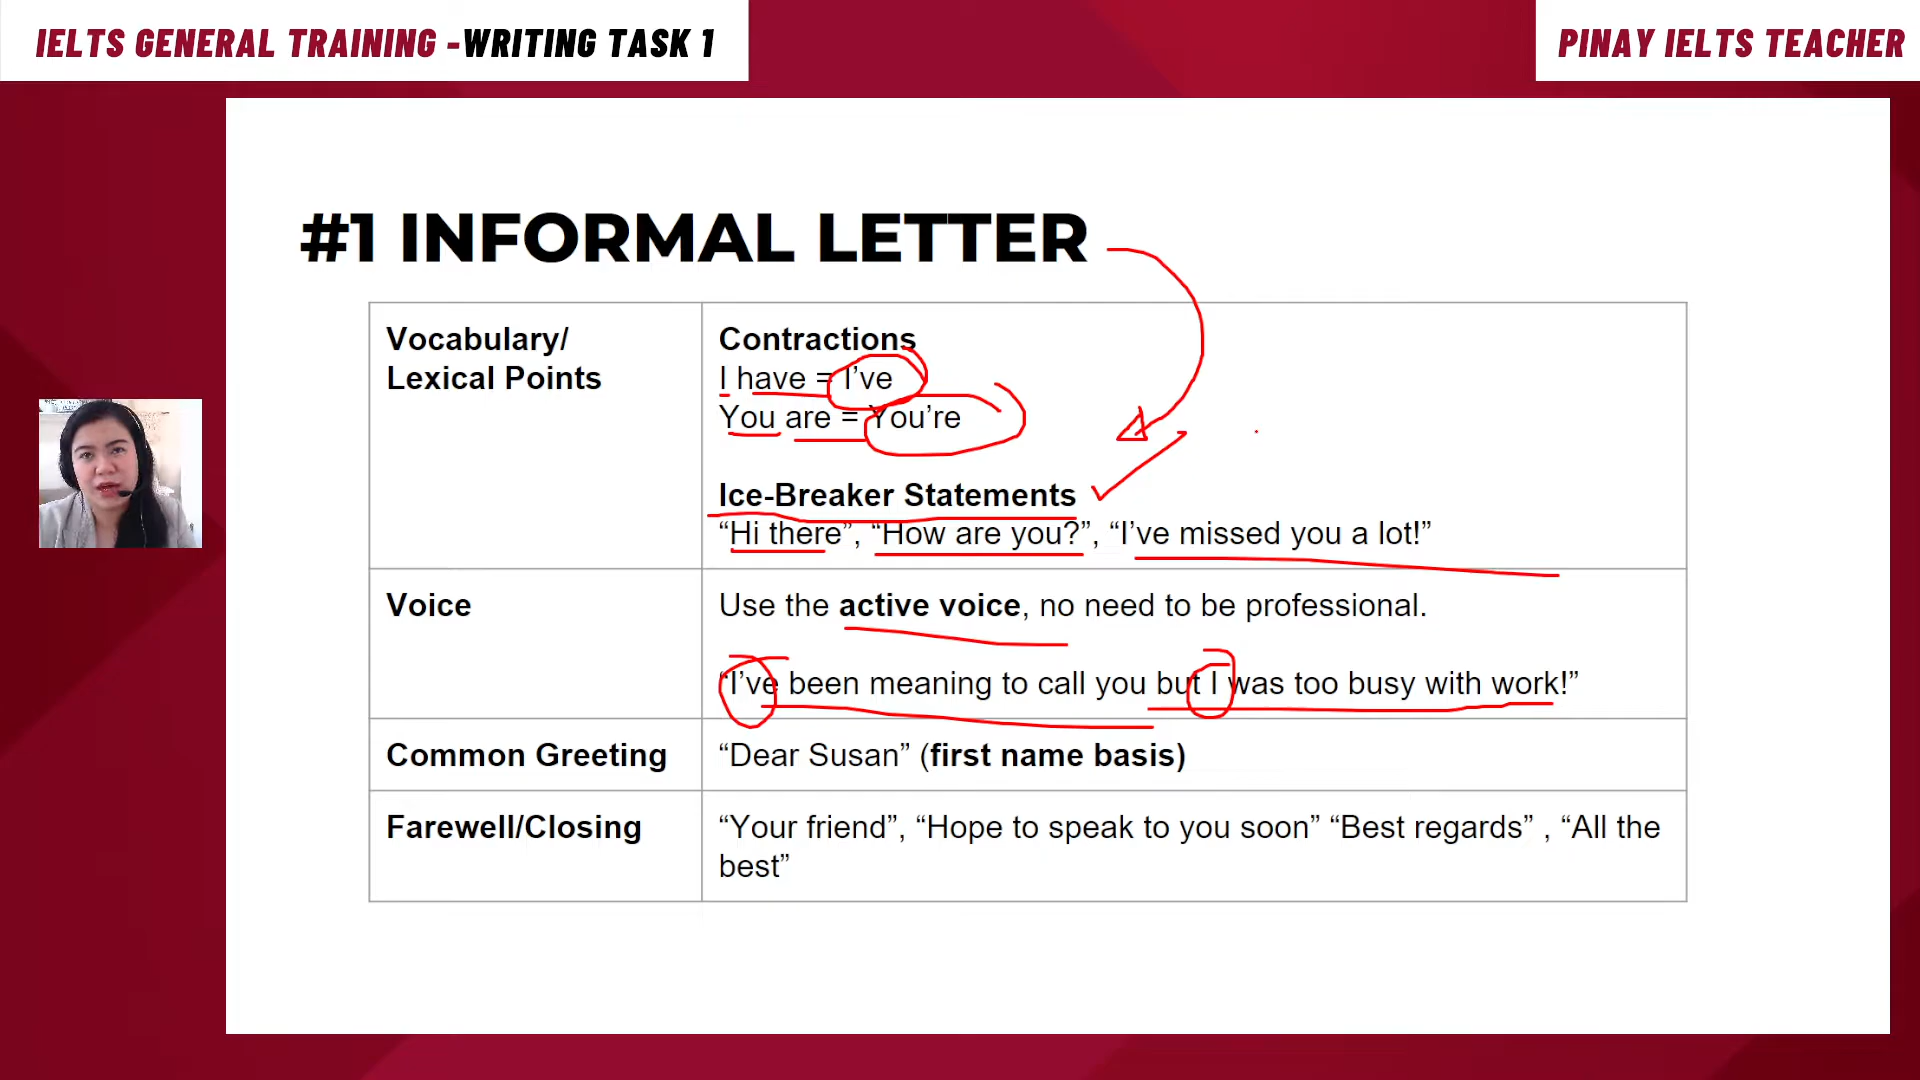 IELTS GENERAL TRAINING -WRITING TASK 1
PINAY IELTS TEACHER
#1 INFORMAL LETTER
Vocabulary/
Lexical Points
Contractions
I have = I’ve
You are = You’re
Ice-Breaker Statements
“Hi there”, “How are you?”, “I’ve missed you a lot!”
Voice
Use the active voice, no need to be professional.
“I’ve been meaning to call you but I was too busy with work!”
Common Greeting
“Dear Susan” (first name basis)
Farewell/Closing
“Your friend”, “Hope to speak to you soon” “Best regards” , “All the
best”